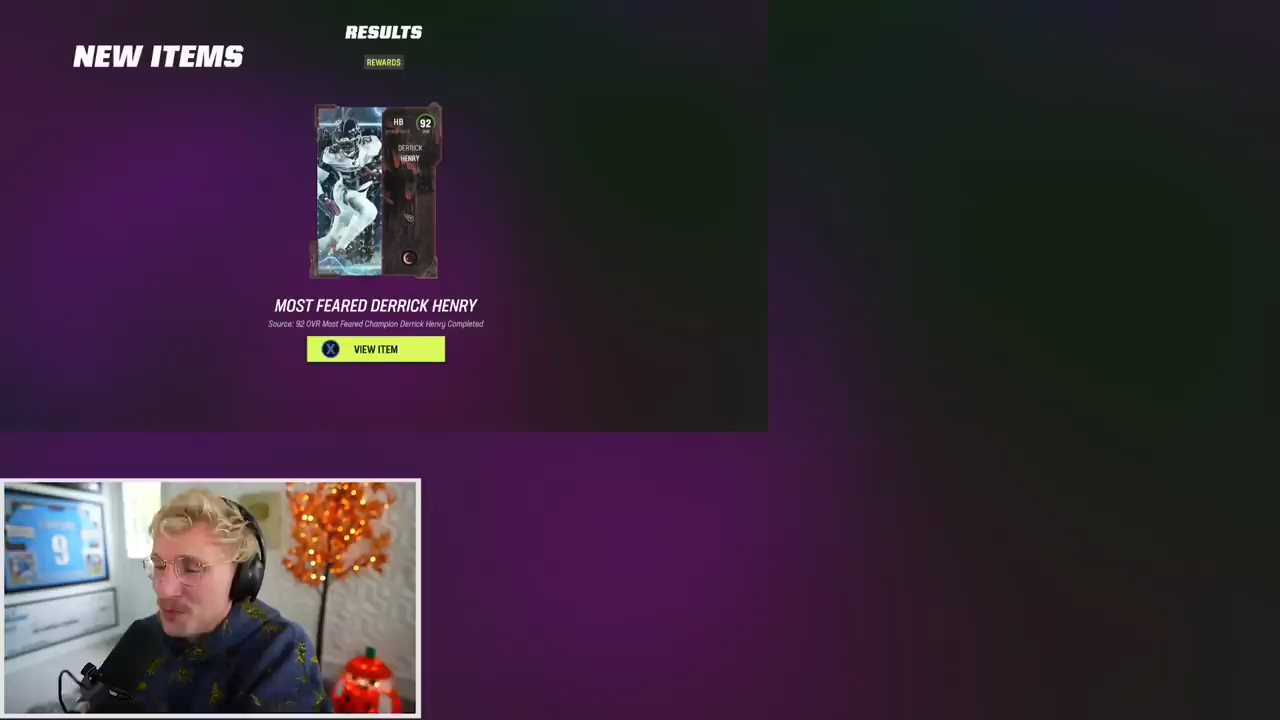 NEW ITEMS
RESULTS
REWARDS
HB
92
DERRICK
HENRY
MOST FEARED DERRICK HENRY
Source: 92 OVR Most Feared Champion Derrick Henry Completed
X VIEW ITEM
9